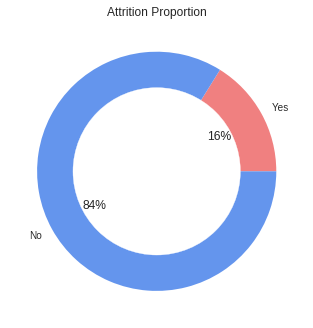 Attrition Proportion
Yes
16%
84%
No